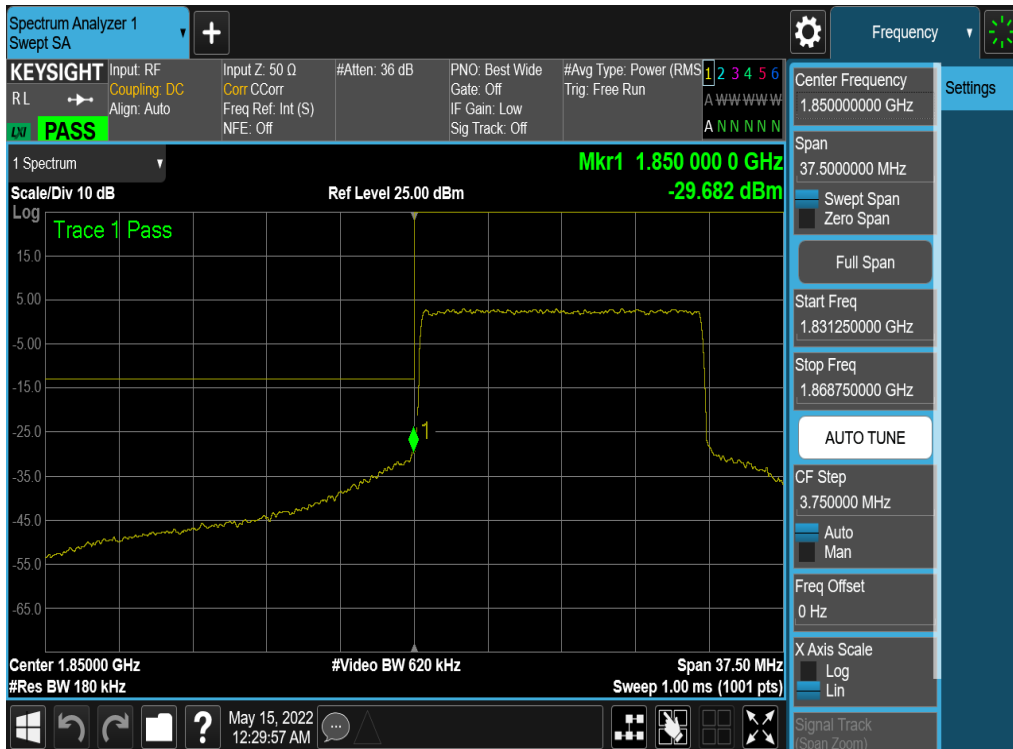 Spectrum Analyzer 1
Swept SA
+
Frequency
KEYSIGHT
RL
LXI PASS
Input: RF
Coupling: DC
Align: Auto
Input Z: 50 Ω
Corr CCorr
Freq Ref: Int (S)
NFE: Off
#Atten: 36 dB
PNO: Best Wide
Gate: Off
IF Gain: Low
Sig Track: Off
#Avg Type: Power (RMS
Trig: Free Run
1 2 3 4 5 6
A W W W W W
A N N N N N
1 Spectrum
Mkr1 1.850 000 0 GHz
Scale/Div 10 dB
Ref Level 25.00 dBm
-29.682 dBm
Log
Trace 1 Pass
15.0
5.00
-5.00
-15.0
-25.0
1
-35.0
-45.0
-55.0
-65.0
Center 1.85000 GHz
#Video BW 620 kHz
Span 37.50 MHz
#Res BW 180 kHz
Sweep 1.00 ms (1001 pts)
Center Frequency
1.850000000 GHz
Span
37.5000000 MHz
Swept Span
Zero Span
Full Span
Start Freq
1.831250000 GHz
Stop Freq
1.868750000 GHz
AUTO TUNE
CF Step
3.750000 MHz
Auto
Man
Freq Offset
0 Hz
X Axis Scale
Log
Lin
Signal Track
(Span Zoom)
Settings
?
May 15, 2022
12:29:57 AM